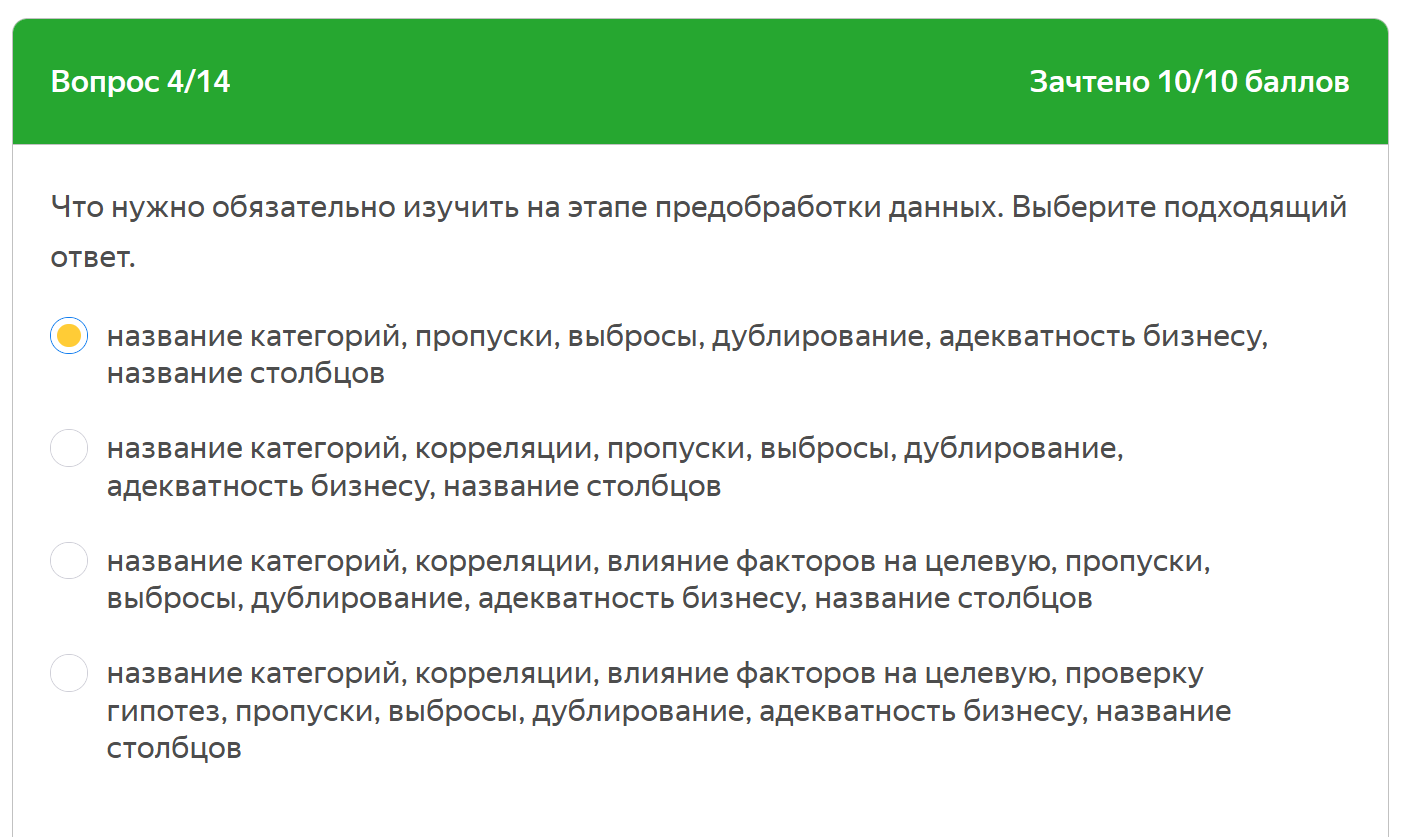 Вопрос 4/14
Зачтено 10/10 баллов
Что нужно обязательно изучить на этапе предобработки данных. Выберите подходящий
ответ.
название категорий, пропуски, выбросы, дублирование, адекватность бизнесу,
название столбцов
название категорий, корреляции, пропуски, выбросы, дублирование,
адекватность бизнесу, название столбцов
название категорий, корреляции, влияние факторов на целевую, пропуски,
выбросы, дублирование, адекватность бизнесу, название столбцов
название категорий, корреляции, влияние факторов на целевую, проверку
гипотез, пропуски, выбросы, дублирование, адекватность бизнесу, название
столбцов